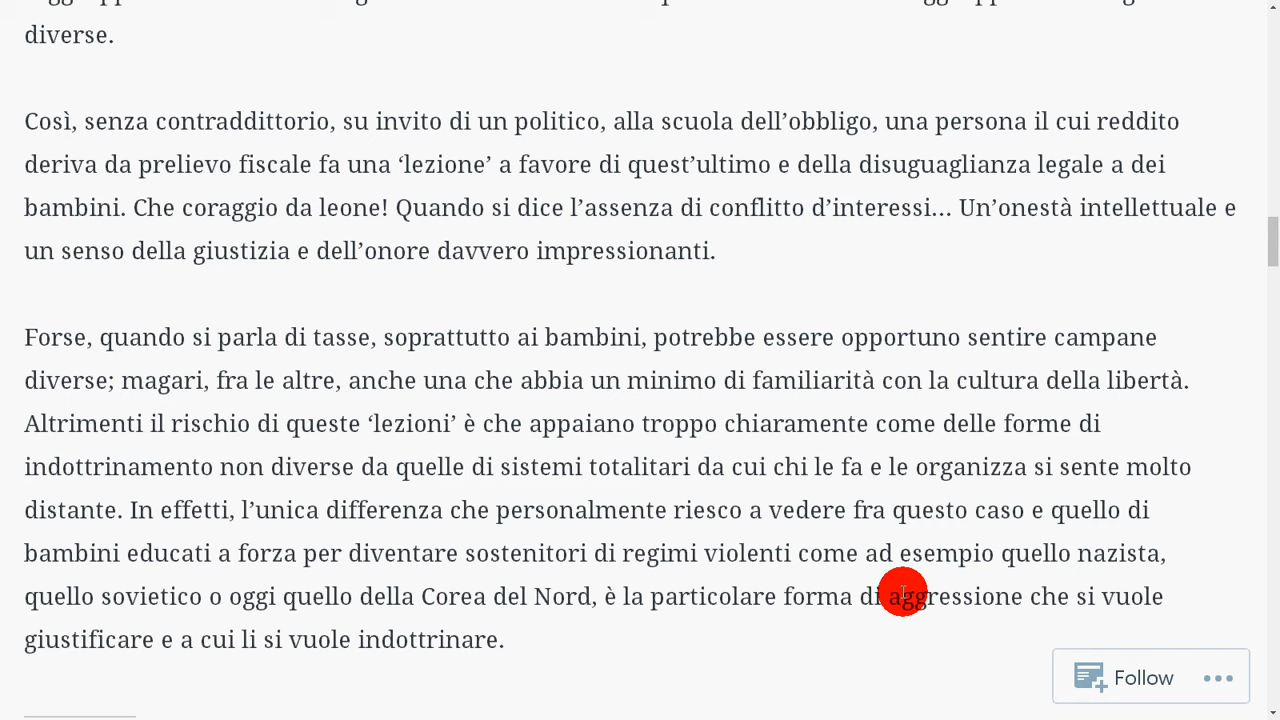 diverse.
Così, senza contraddittorio, su invito di un politico, alla scuola dell’obbligo, una persona il cui reddito
deriva da prelievo fiscale fa una ‘lezione’ a favore di quest’ultimo e della disuguaglianza legale a dei
bambini. Che coraggio da leone! Quando si dice l’assenza di conflitto d’interessi… Un’onestà intellettuale e
un senso della giustizia e dell’onore davvero impressionanti.
Forse, quando si parla di tasse, soprattutto ai bambini, potrebbe essere opportuno sentire campane
diverse; magari, fra le altre, anche una che abbia un minimo di familiarità con la cultura della libertà.
Altrimenti il rischio di queste ‘lezioni’ è che appaiano troppo chiaramente come delle forme di
indottrinamento non diverse da quelle di sistemi totalitari da cui chi le fa e le organizza si sente molto
distante. In effetti, l’unica differenza che personalmente riesco a vedere fra questo caso e quello di
bambini educati a forza per diventare sostenitori di regimi violenti come ad esempio quello nazista,
quello sovietico o oggi quello della Corea del Nord, è la particolare forma di aggressione che si vuole
giustificare e a cui li si vuole indottrinare.
Follow